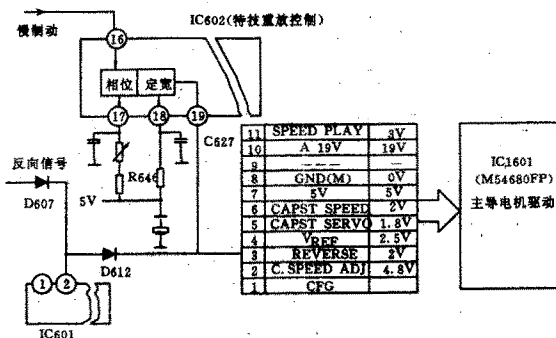 慢制动
IC602(特技重放控制)
16
相位 定宽
17 18 19
C627
R646
反向信号
5V
D607
D612
1 2
IC601
11 SPEED PLAY 3V
10 A 19V 19V
9 --- —
8 GND(M) 0V
7 5V 5V
6 CAPST SPEED 2V
5 CAPST SERVO 1.8V
4 VREF 2.5V
3 REVERSE 2V
2 C.SPEED ADJ 4.8V
1 CFG
IC1601
(M54680FP)
主导电机驱动